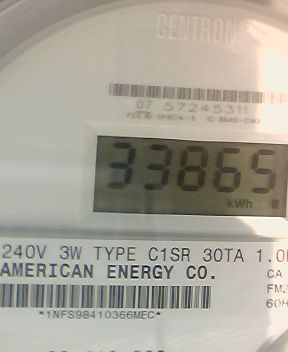 CENTRON
07 57245311
33865
kWh
240V 3W TYPE C1SR 30TA 1.0
AMERICAN ENERGY CO.
CA
FM2
60H
*1NFS98410366MEC*